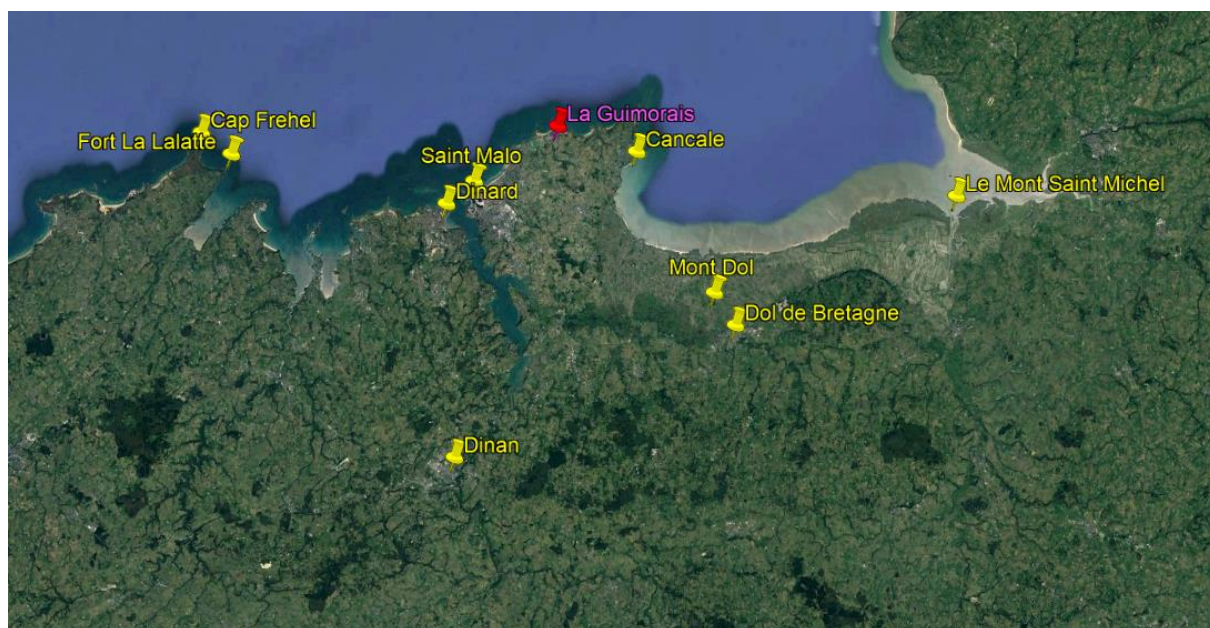 La Guimorais
Cap Frehel
Fort La Lalatte
Cancale
Saint Malo
Dinard
Le Mont Saint Michel
Mont Dol
Dol de Bretagne
Dinan